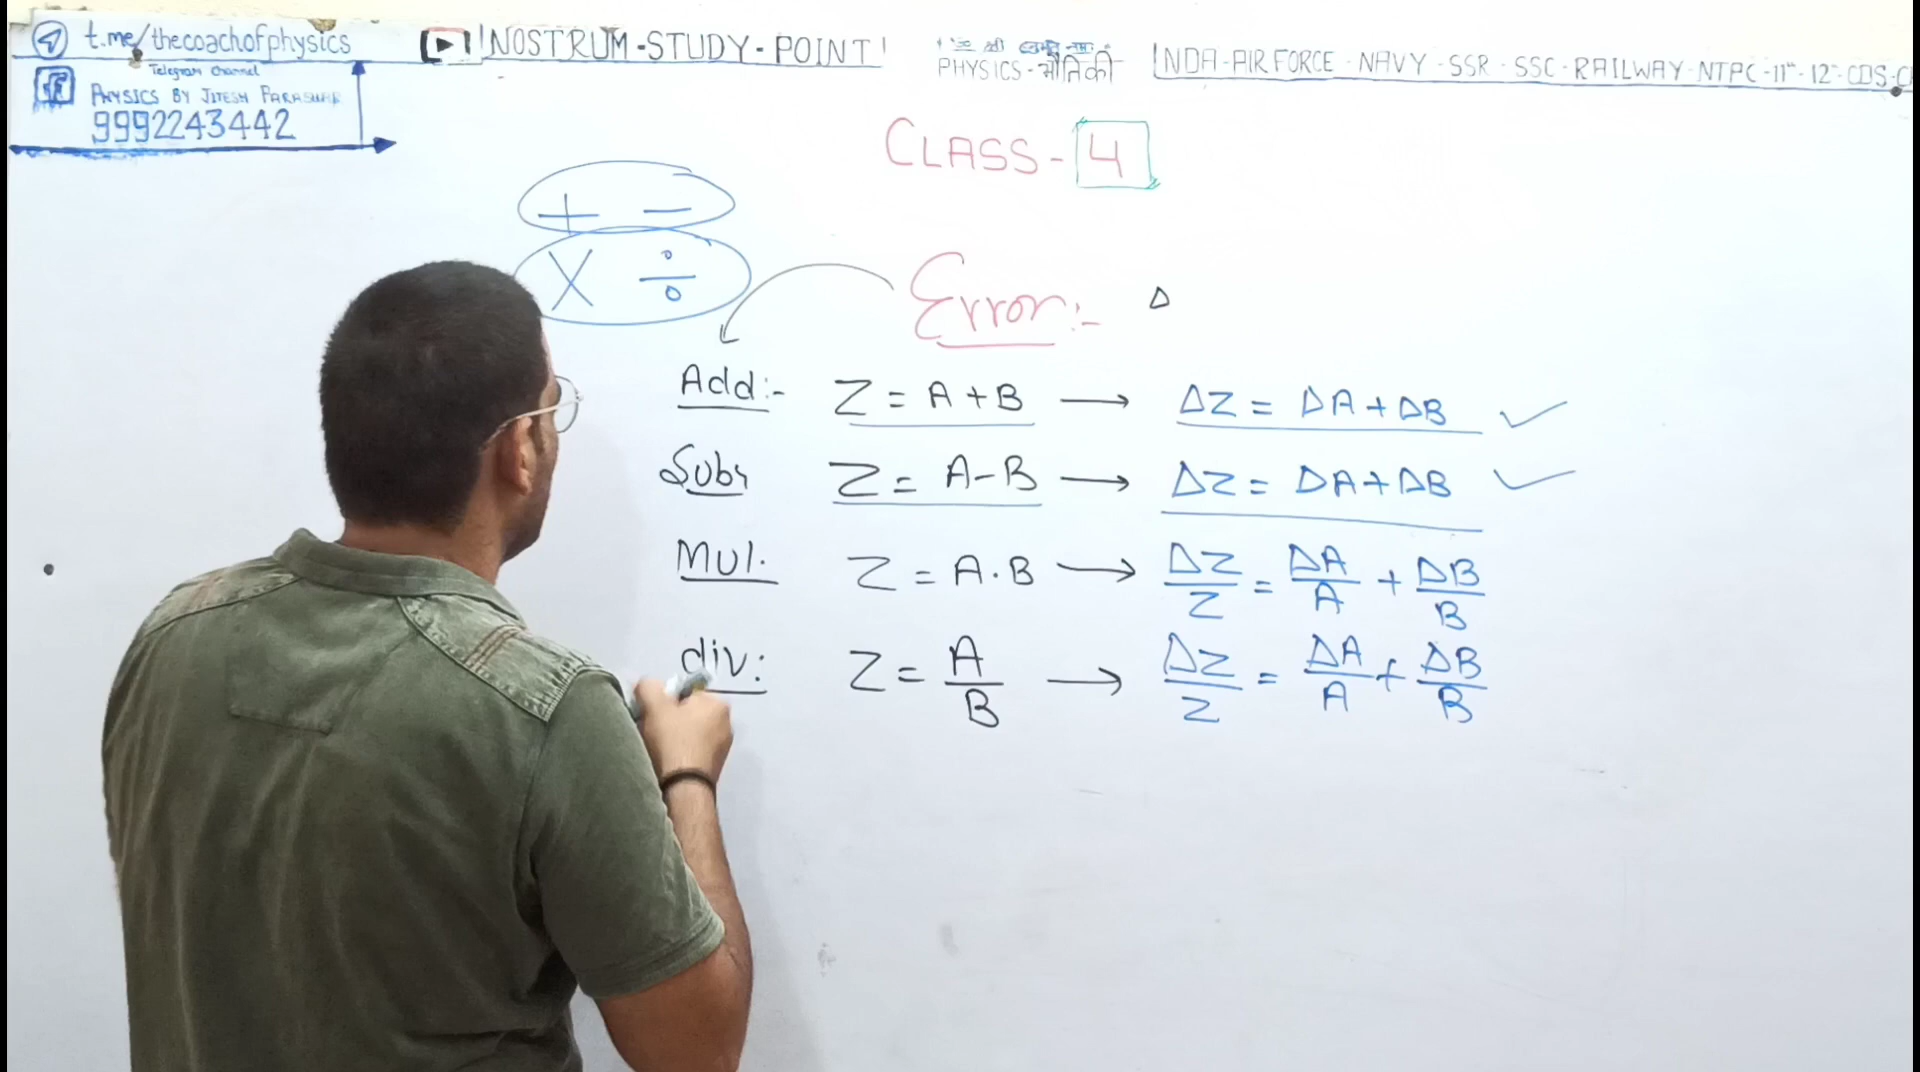 t.me/thecoachofphysics
Telegram Channel
PHYSICS BY JITESH PARASHAR
9992243442
NOSTRUM-STUDY-POINT
PHYSICS-भौतिकी
NDA-AIR FORCE-NAVY-SSR-SSC-RAILWAY-NTPC-11ᵗʰ-12ᵗʰ-CDS-
CLASS-4
+ −
× ÷
Error:- Δ
Add:- Z = A + B → ΔZ = ΔA + ΔB ✓
Subs Z = A - B → ΔZ = ΔA + ΔB ✓
Mul. Z = A·B → ΔZ/Z = ΔA/A + ΔB/B
div: Z = A/B → ΔZ/Z = ΔA/A + ΔB/B